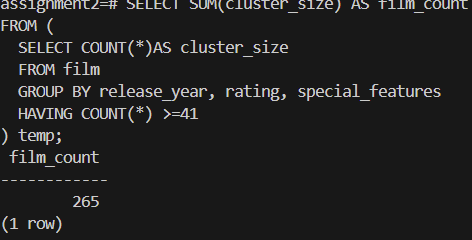 assignment2=# SELECT SUM(cluster_size) AS film_count
FROM (
  SELECT COUNT(*)AS cluster_size
  FROM film
  GROUP BY release_year, rating, special_features
  HAVING COUNT(*) >=41
) temp;
 film_count
------------
        265
(1 row)